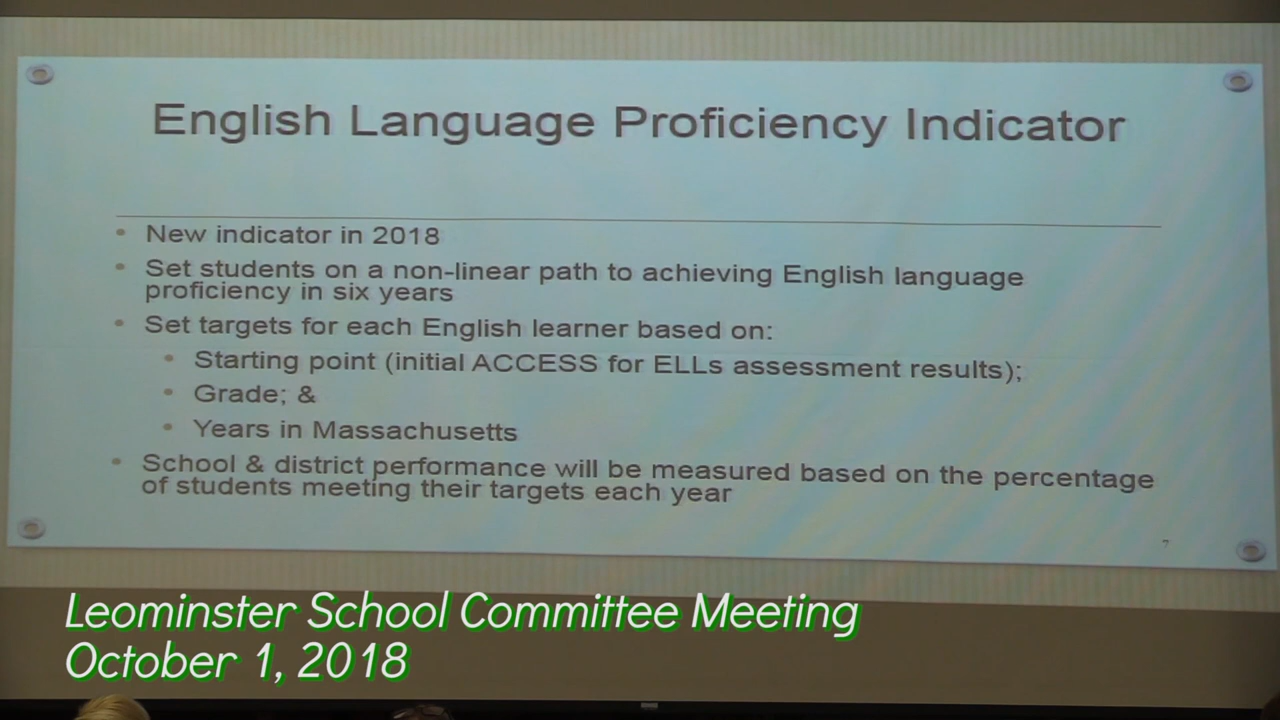 English Language Proficiency Indicator
• New indicator in 2018
• Set students on a non-linear path to achieving English language
proficiency in six years
• Set targets for each English learner based on:
• Starting point (initial ACCESS for ELLs assessment results);
• Grade; &
• Years in Massachusetts
• School & district performance will be measured based on the percentage
of students meeting their targets each year
7
Leominster School Committee Meeting
October 1, 2018